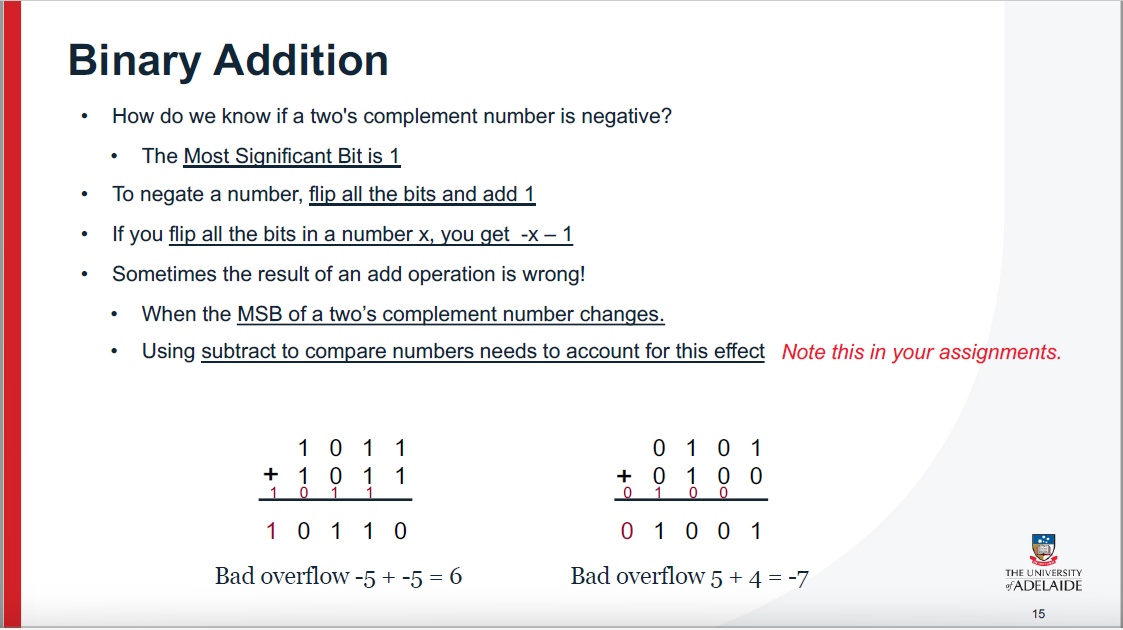 Binary Addition
• How do we know if a two's complement number is negative?
• The Most Significant Bit is 1
• To negate a number, flip all the bits and add 1
• If you flip all the bits in a number x, you get -x – 1
• Sometimes the result of an add operation is wrong!
• When the MSB of a two’s complement number changes.
• Using subtract to compare numbers needs to account for this effect Note this in your assignments.
1 0 1 1
+ 1 0 1 1
1 0 1 1
1 0 1 1 0
Bad overflow -5 + -5 = 6
0 1 0 1
+ 0 1 0 0
0 1 0 0
0 1 0 0 1
Bad overflow 5 + 4 = -7
THE UNIVERSITY
of ADELAIDE
15